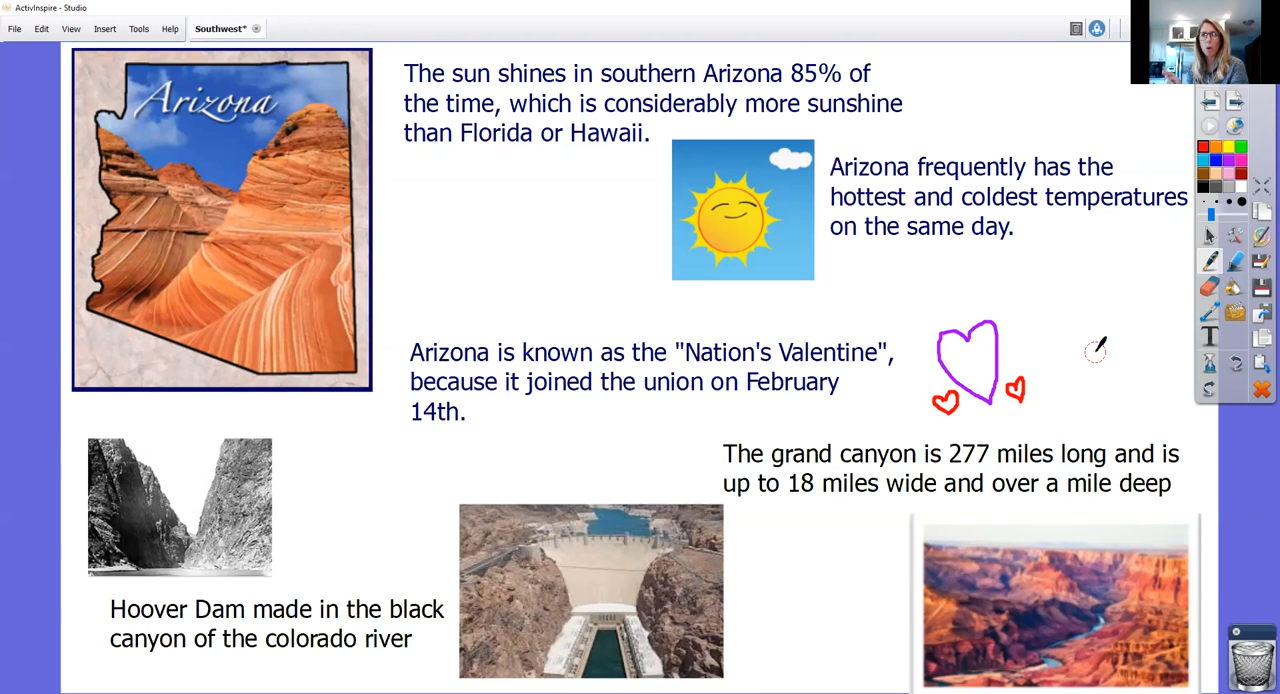 ActivInspire - Studio
File Edit View Insert Tools Help Southwest*
Arizona
The sun shines in southern Arizona 85% of
the time, which is considerably more sunshine
than Florida or Hawaii.
Arizona frequently has the
hottest and coldest temperatures
on the same day.
Arizona is known as the "Nation's Valentine",
because it joined the union on February
14th.
The grand canyon is 277 miles long and is
up to 18 miles wide and over a mile deep
Hoover Dam made in the black
canyon of the colorado river